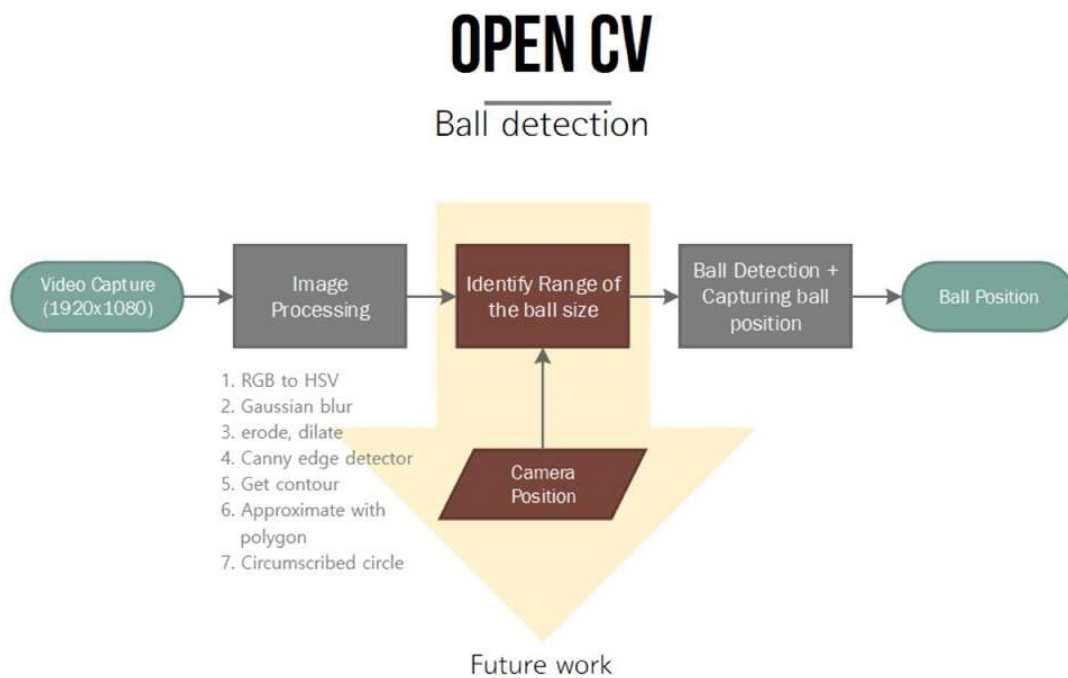 OPEN CV
Ball detection
Video Capture
(1920x1080)
Image
Processing
Identify Range of
the ball size
Ball Detection +
Capturing ball
position
Ball Position
1. RGB to HSV
2. Gaussian blur
3. erode, dilate
4. Canny edge detector
5. Get contour
6. Approximate with
polygon
7. Circumscribed circle
Camera
Position
Future work